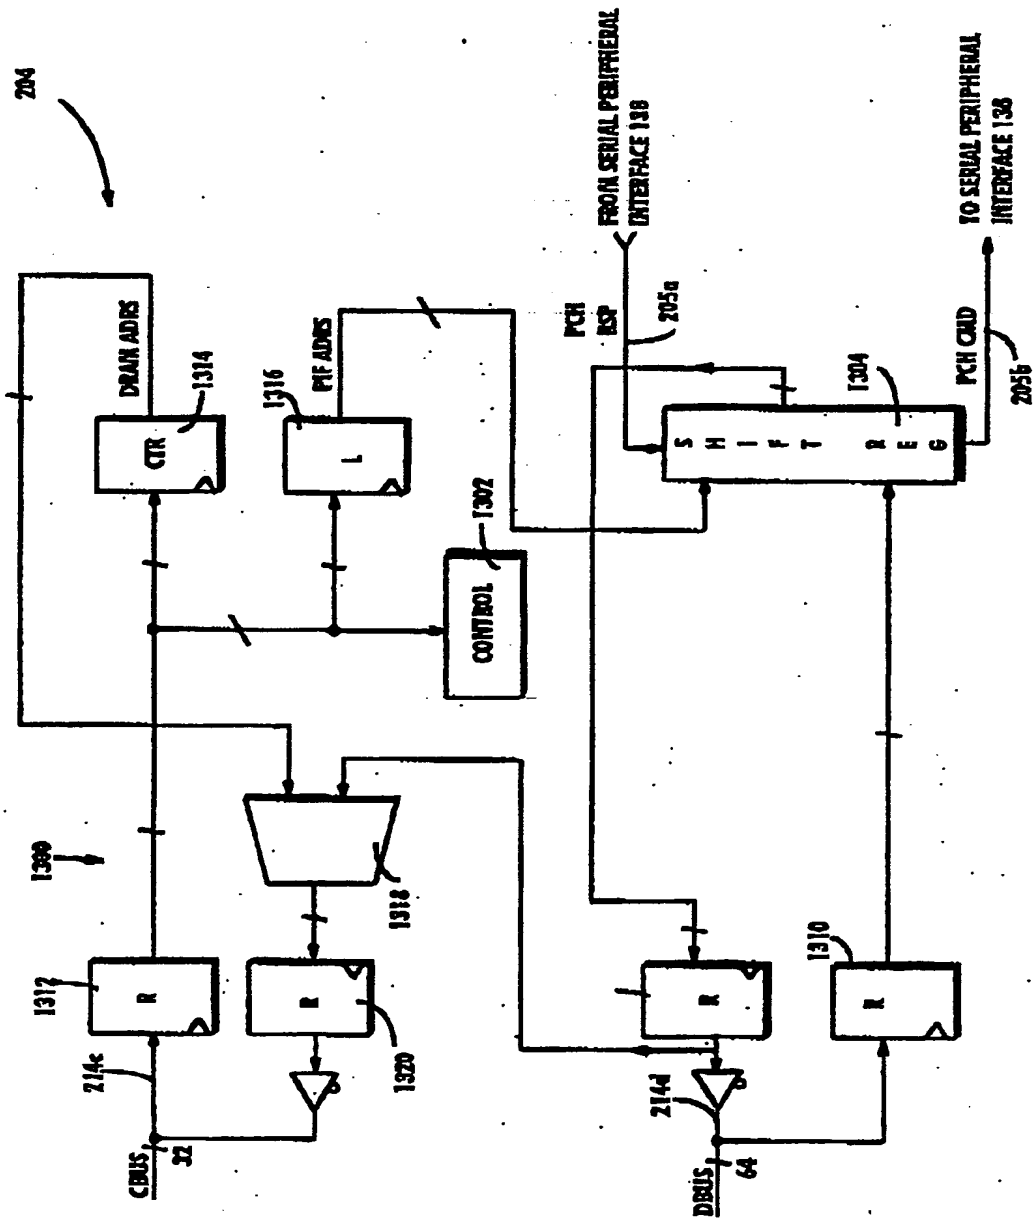 204
DRAM ADRS
CTR
1314
PIF ADRS
1316
L
1302
CONTROL
1300
1318
1312
R
R
1320
214c
CBUS
32
FROM SERIAL PERIPHERAL
INTERFACE 138
PCH
RSP
205a
TO SERIAL PERIPHERAL
INTERFACE 138
PCH CMD
205b
1304
SHIFT REG
R
1310
R
214d
DBUS
64